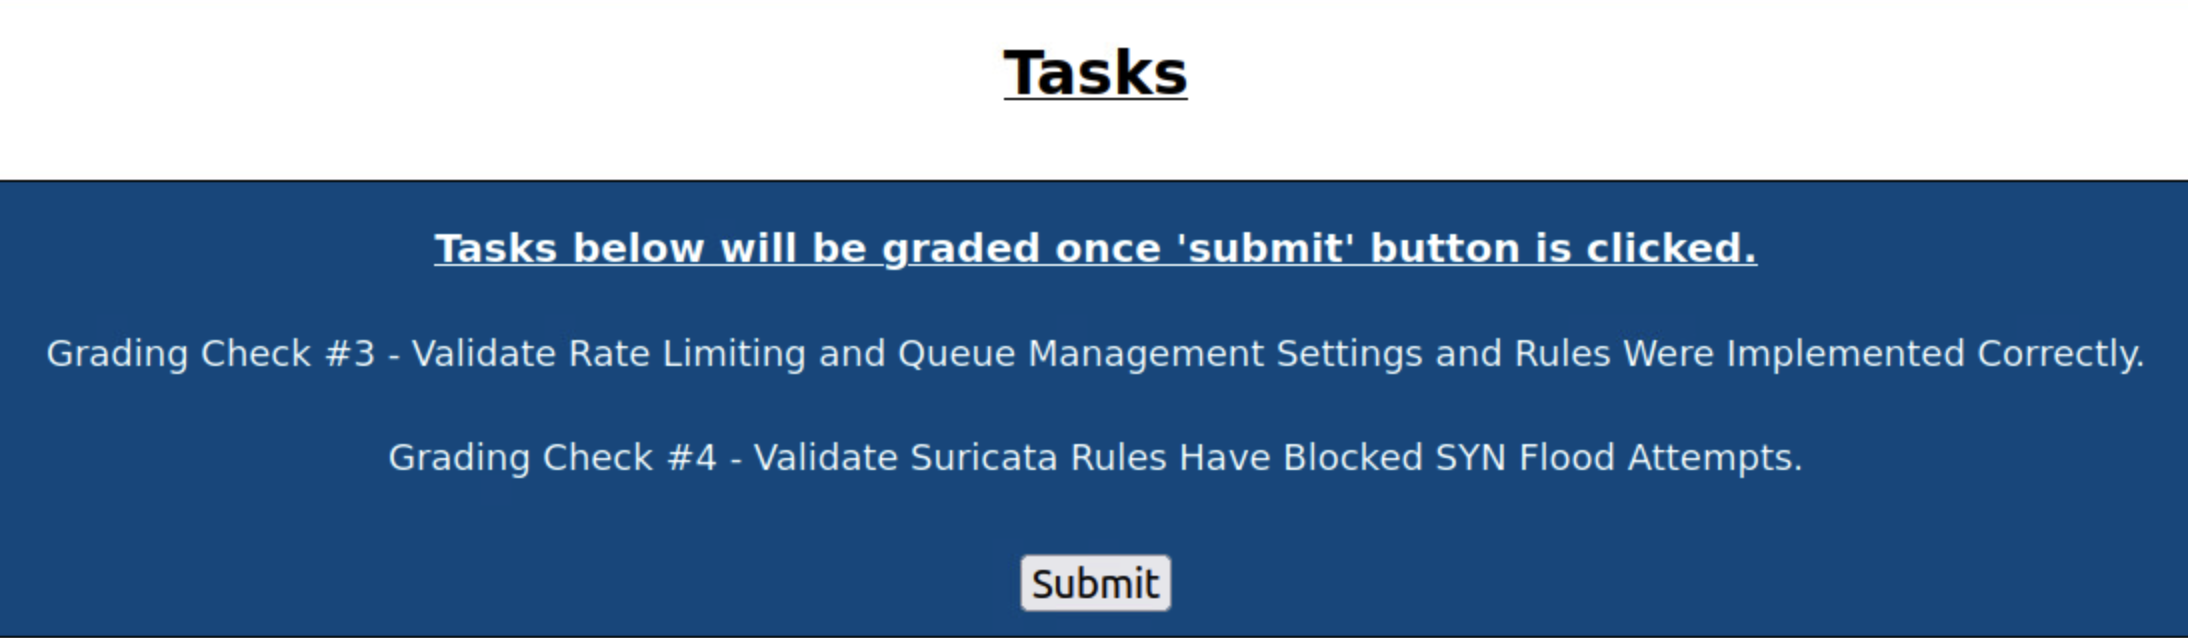 Tasks
Tasks below will be graded once 'submit' button is clicked.
Grading Check #3 - Validate Rate Limiting and Queue Management Settings and Rules Were Implemented Correctly.
Grading Check #4 - Validate Suricata Rules Have Blocked SYN Flood Attempts.
Submit